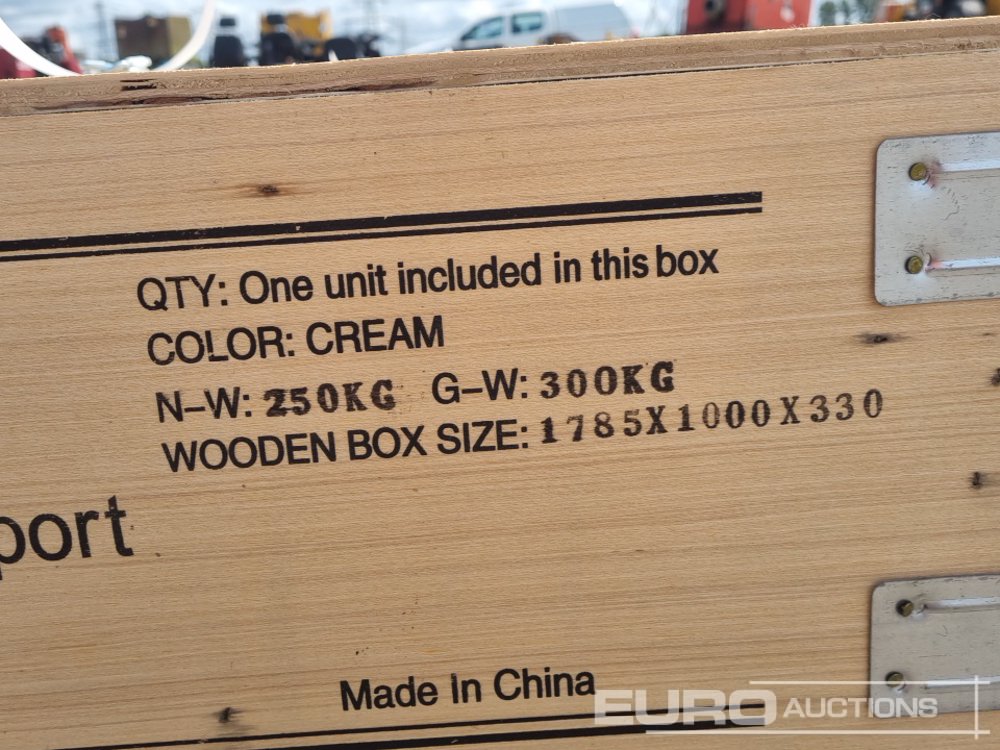 QTY: One unit included in this box
COLOR: CREAM
N-W: 250KG G-W: 300KG
WOODEN BOX SIZE: 1785X1000X330
port
Made In China
EURO AUCTIONS